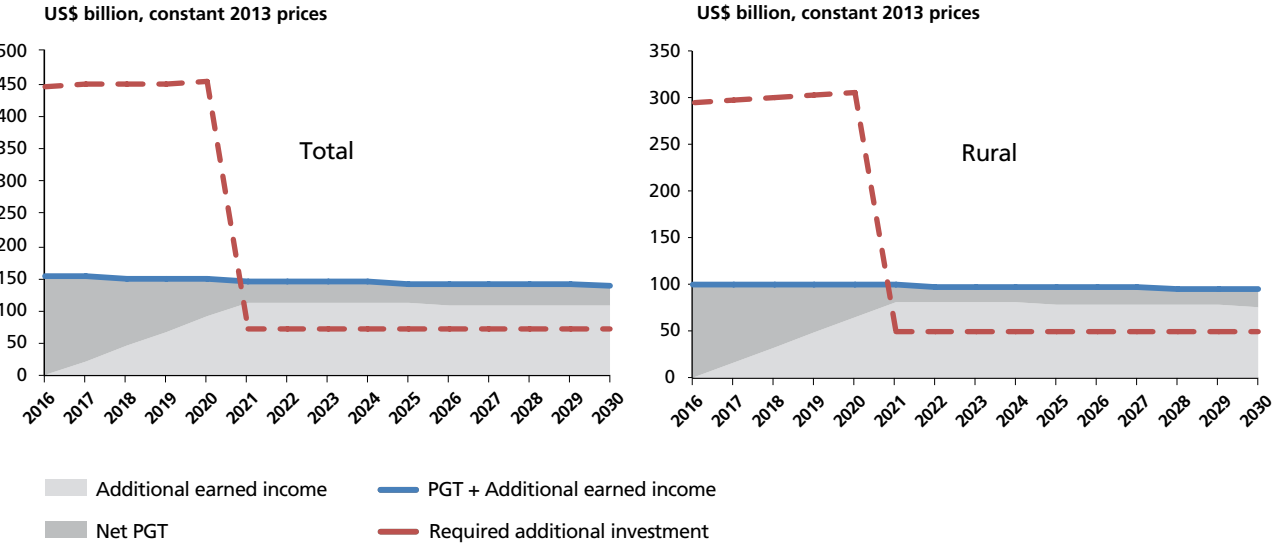 US$ billion, constant 2013 prices
500
450
400
350
300
250
200
150
100
50
0
Total
2016 2017 2018 2019 2020 2021 2022 2023 2024 2025 2026 2027 2028 2029 2030
US$ billion, constant 2013 prices
350
300
250
200
150
100
50
0
Rural
2016 2017 2018 2019 2020 2021 2022 2023 2024 2025 2026 2027 2028 2029 2030
Additional earned income
PGT + Additional earned income
Net PGT
Required additional investment